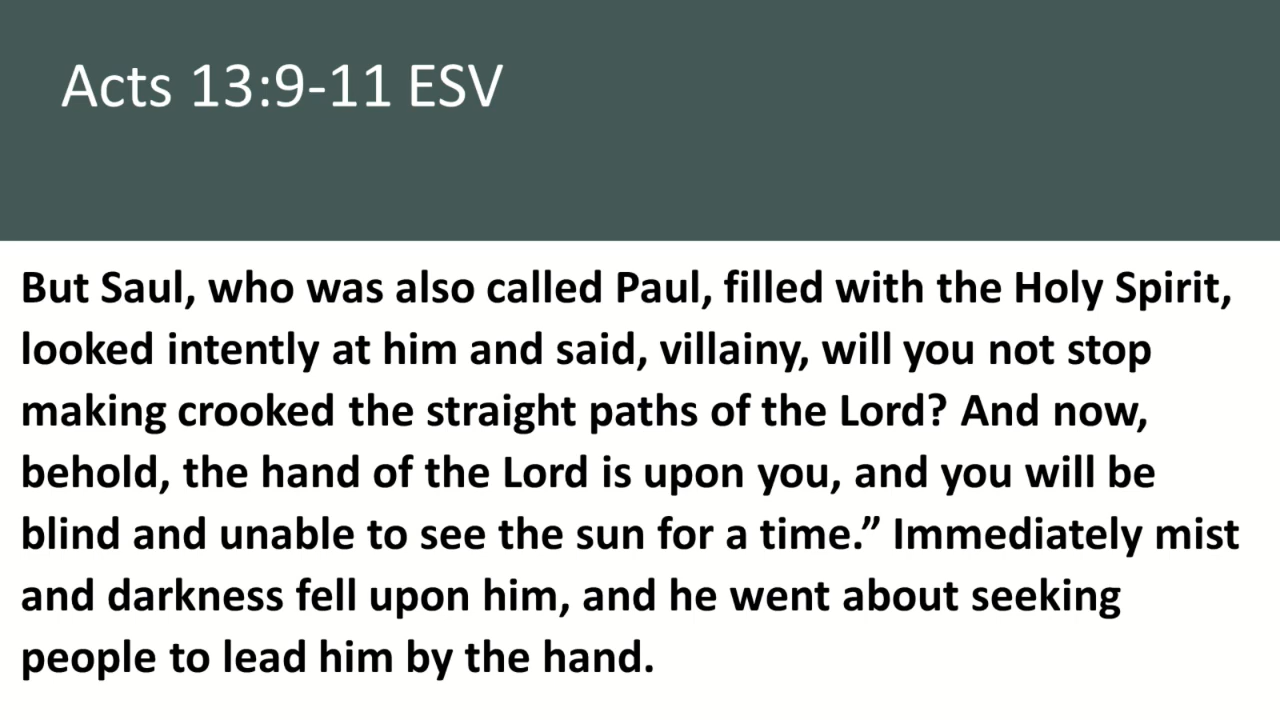 Acts 13:9-11 ESV
But Saul, who was also called Paul, filled with the Holy Spirit,
looked intently at him and said, villainy, will you not stop
making crooked the straight paths of the Lord? And now,
behold, the hand of the Lord is upon you, and you will be
blind and unable to see the sun for a time.” Immediately mist
and darkness fell upon him, and he went about seeking
people to lead him by the hand.